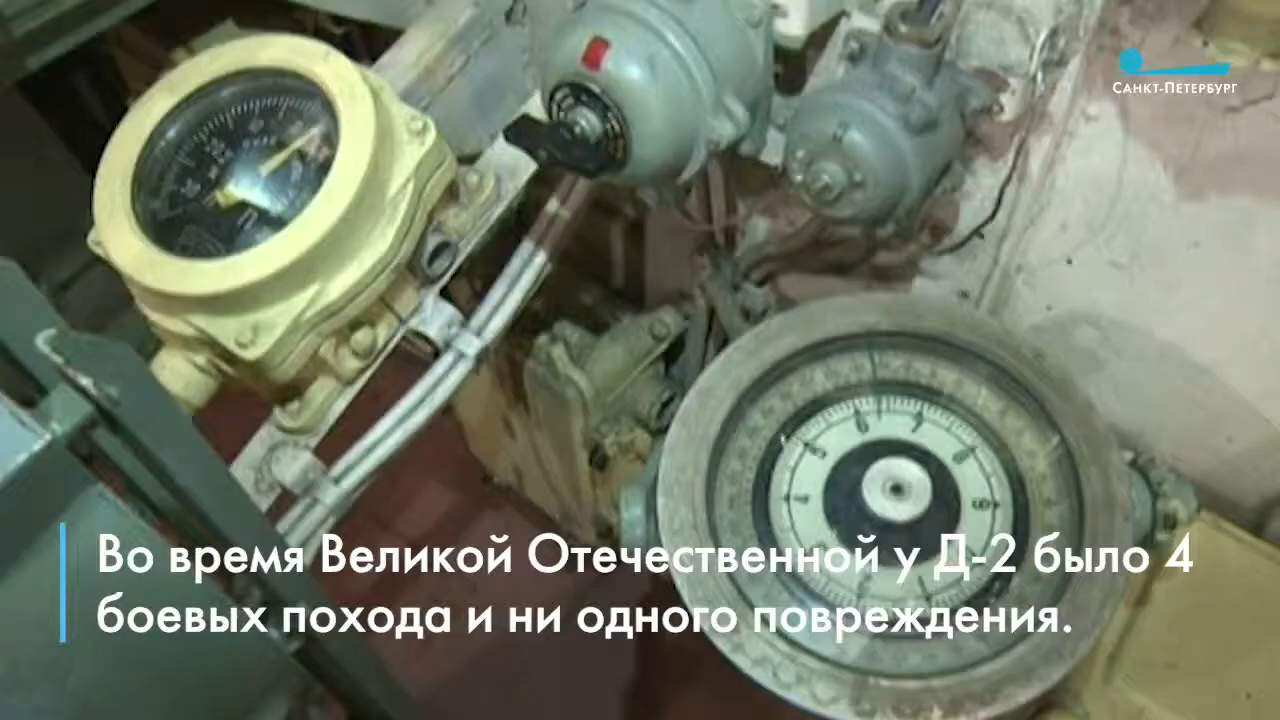 Санкт-Петербург
Во время Великой Отечественной у Д-2 было 4
боевых похода и ни одного повреждения.